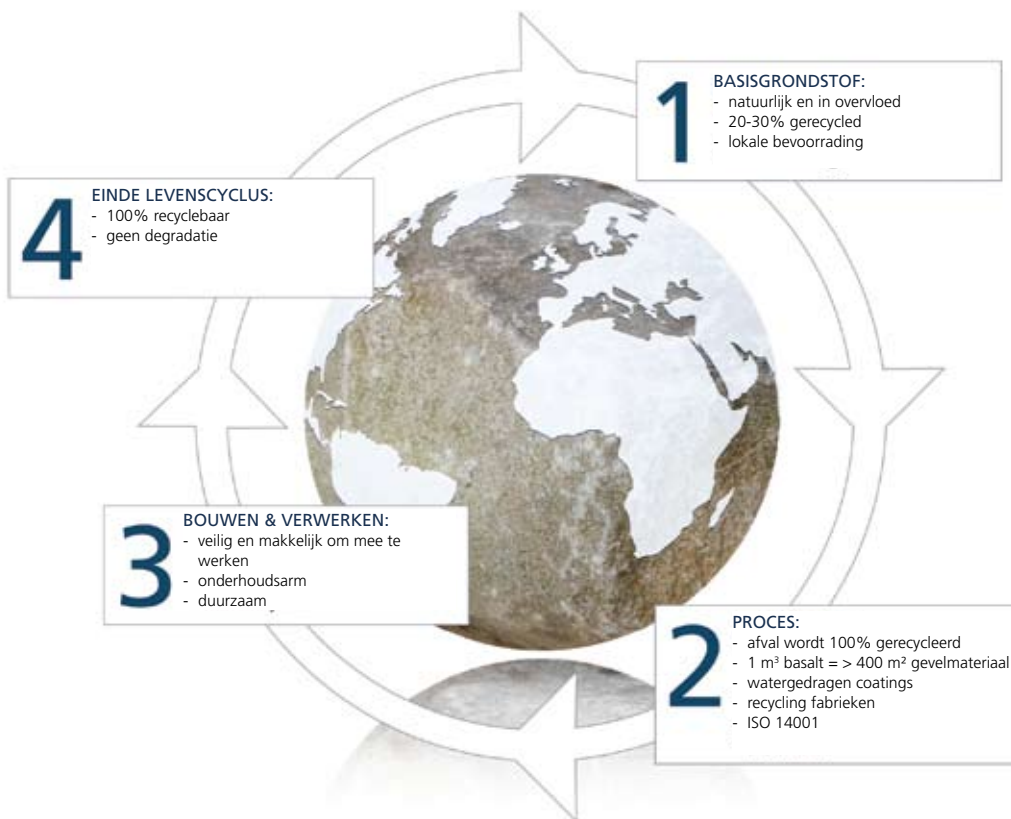 1
BASISGRONDSTOF:
- natuurlijk en in overvloed
- 20-30% gerecycled
- lokale bevoorrading
2
PROCES:
- afval wordt 100% gerecycleerd
- 1 m³ basalt = > 400 m² gevelmateriaal
- watergedragen coatings
- recycling fabrieken
- ISO 14001
3
BOUWEN & VERWERKEN:
- veilig en makkelijk om mee te
werken
- onderhoudsarm
- duurzaam
4
EINDE LEVENSCYCLUS:
- 100% recyclebaar
- geen degradatie